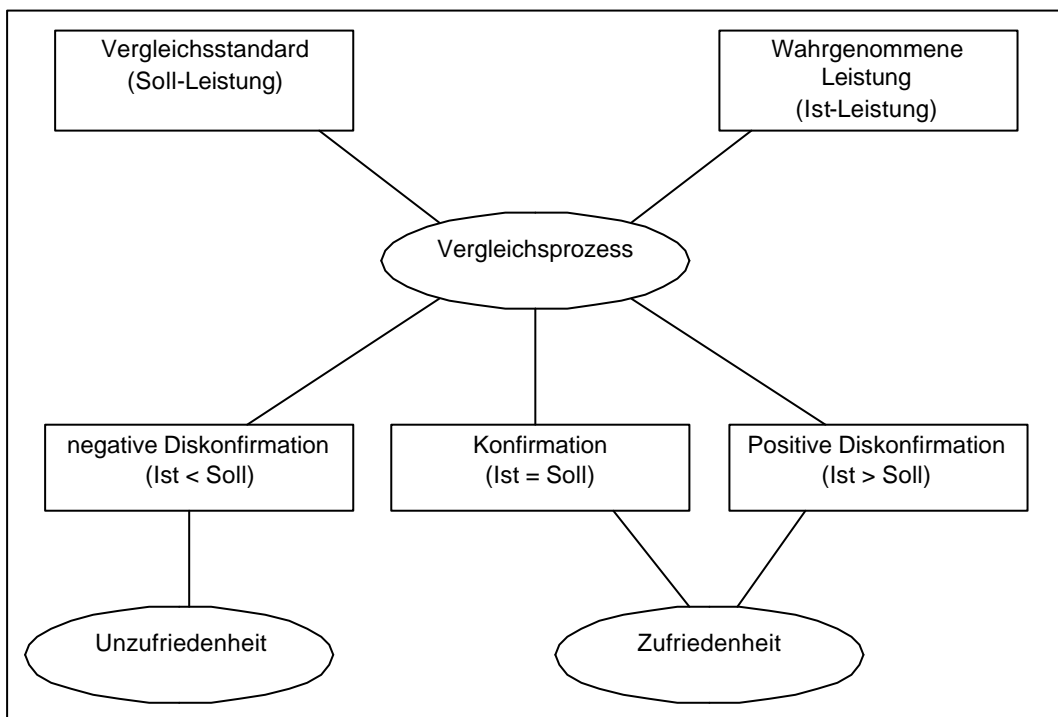 Vergleichsstandard
(Soll-Leistung)
Wahrgenommene
Leistung
(Ist-Leistung)
Vergleichsprozess
negative Diskonfirmation
(Ist < Soll)
Konfirmation
(Ist = Soll)
Positive Diskonfirmation
(Ist > Soll)
Unzufriedenheit
Zufriedenheit